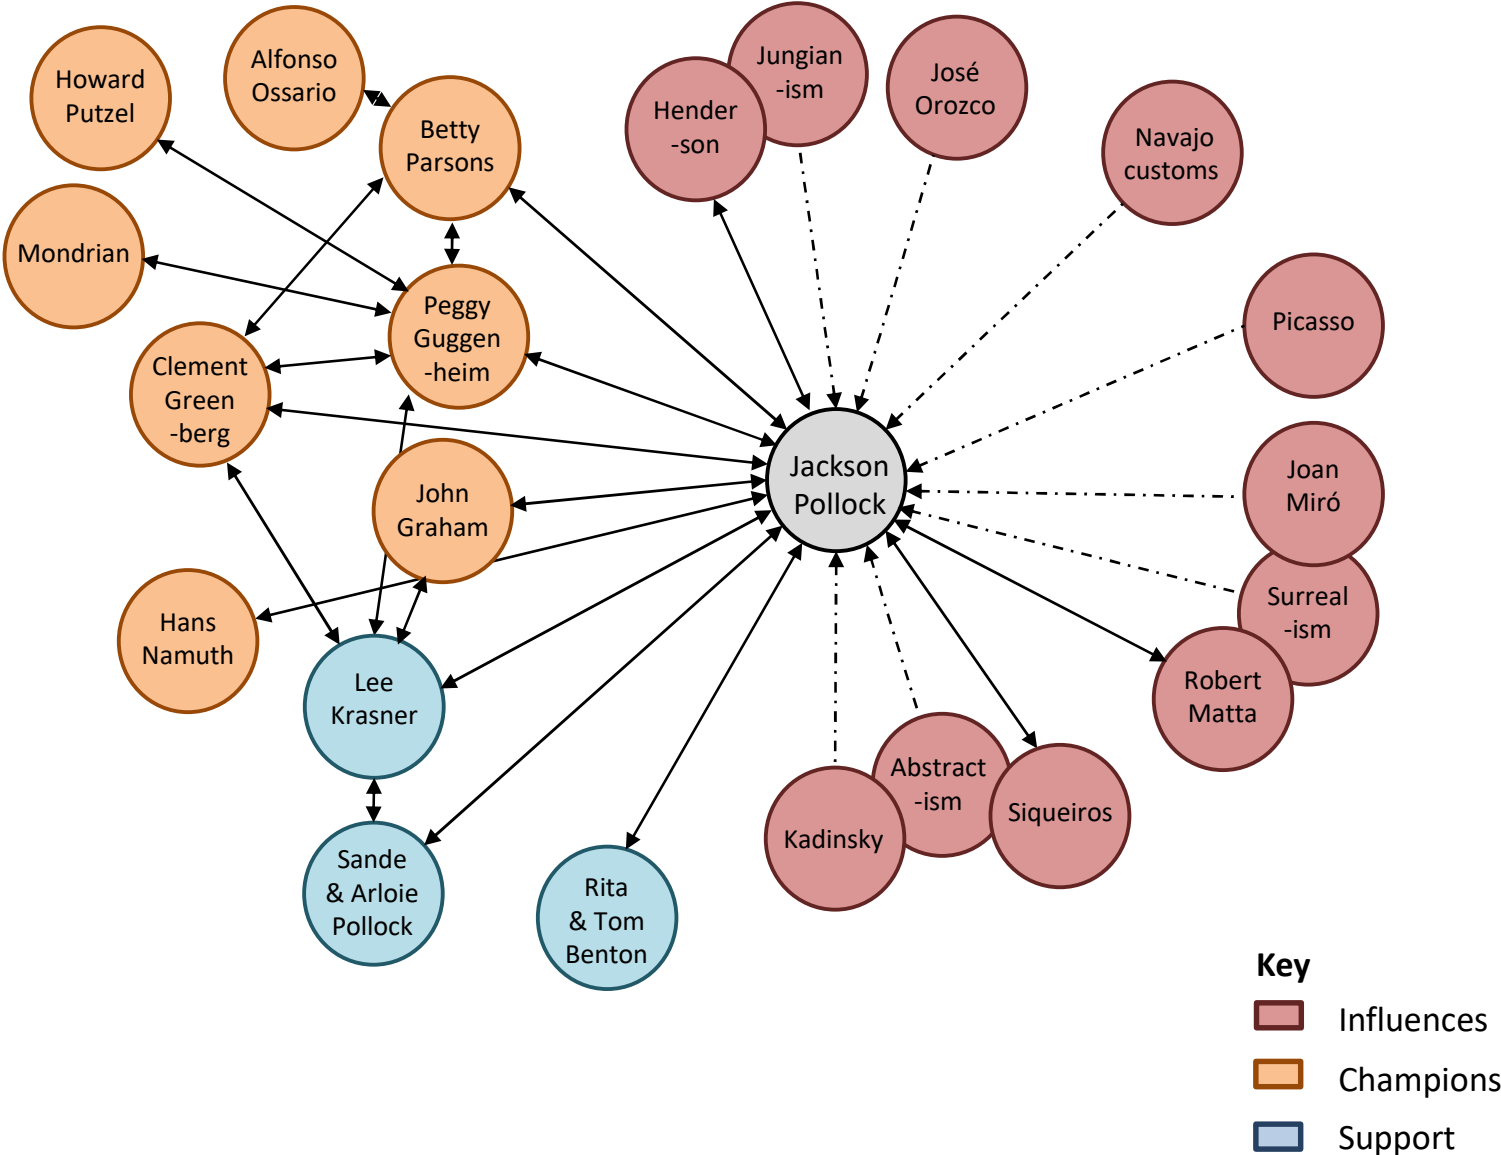 Howard
Putzel
Alfonso
Ossario
Betty
Parsons
Hender
-son
Jungian
-ism
José
Orozco
Navajo
customs
Mondrian
Peggy
Guggen
-heim
Picasso
Clement
Green
-berg
John
Graham
Jackson
Pollock
Joan
Miró
Surreal
-ism
Robert
Matta
Hans
Namuth
Lee
Krasner
Abstract
-ism
Siqueiros
Kadinsky
Sande
& Arloie
Pollock
Rita
& Tom
Benton
Key
Influences
Champions
Support